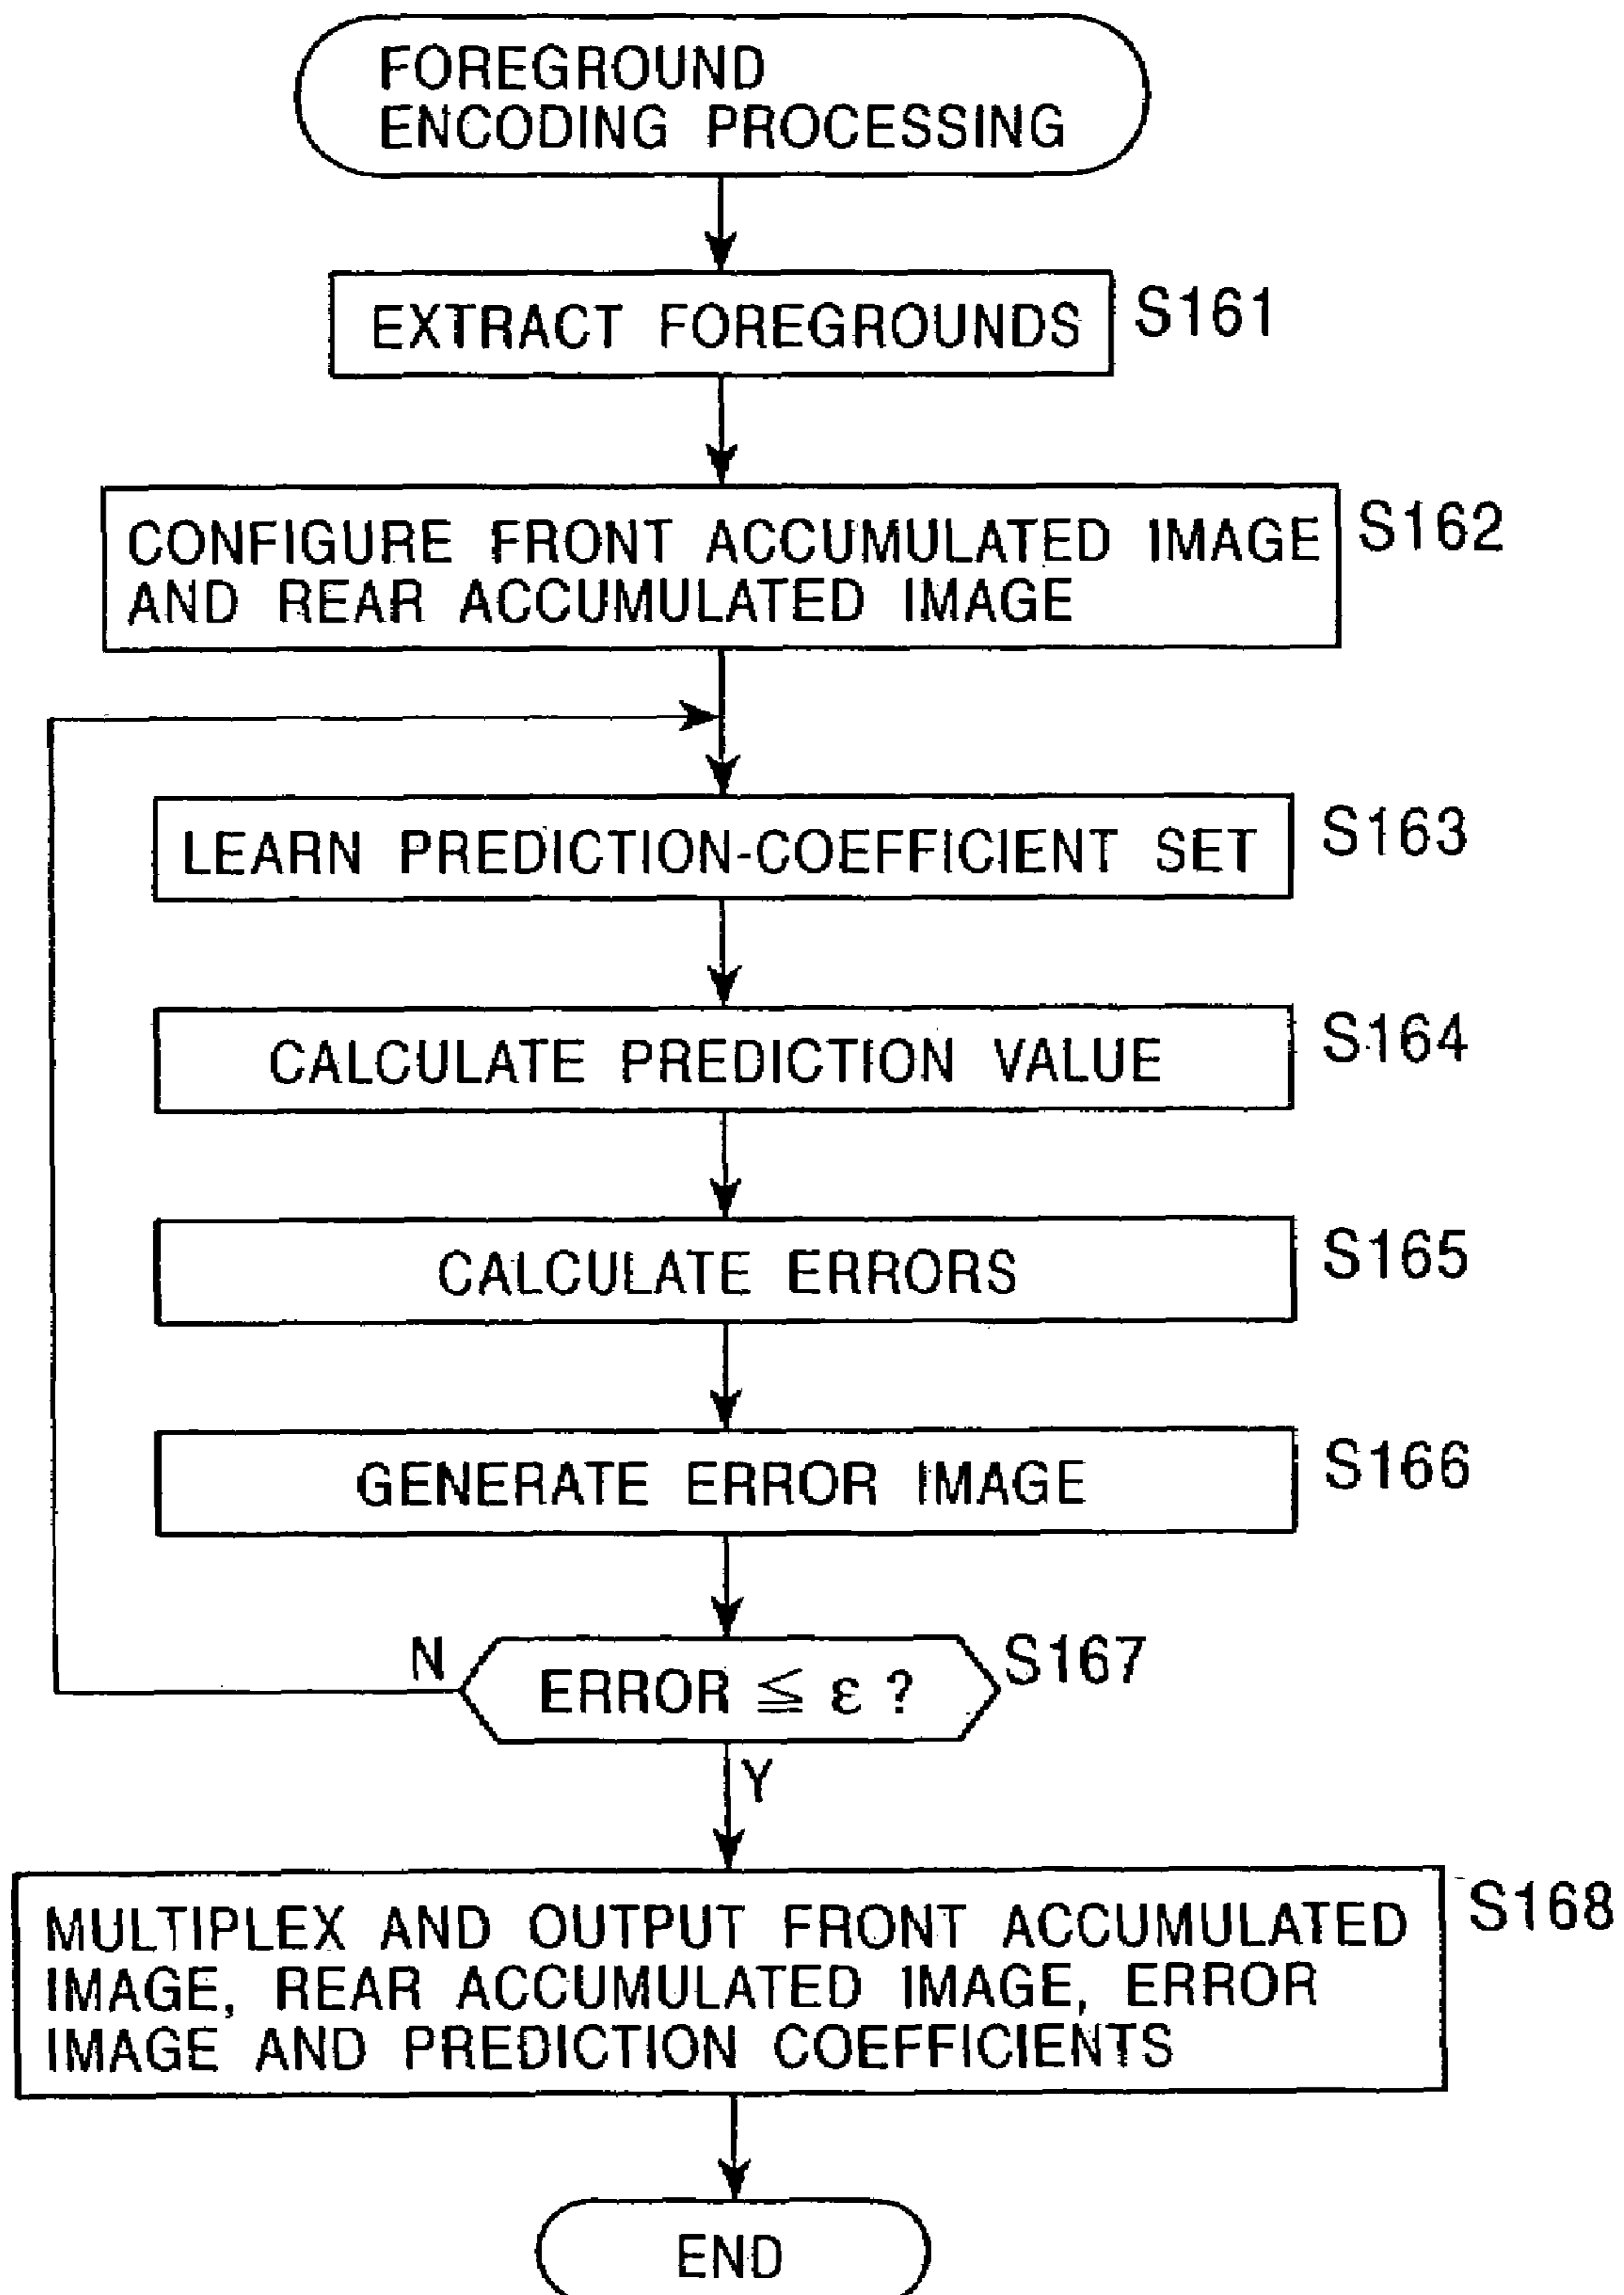 FOREGROUND
ENCODING PROCESSING
EXTRACT FOREGROUNDS
S161
CONFIGURE FRONT ACCUMULATED IMAGE
AND REAR ACCUMULATED IMAGE
S162
LEARN PREDICTION-COEFFICIENT SET
S163
CALCULATE PREDICTION VALUE
S164
CALCULATE ERRORS
S165
GENERATE ERROR IMAGE
S166
N
ERROR ≦ ε ?
S167
Y
MULTIPLEX AND OUTPUT FRONT ACCUMULATED
IMAGE, REAR ACCUMULATED IMAGE, ERROR
IMAGE AND PREDICTION COEFFICIENTS
S168
END